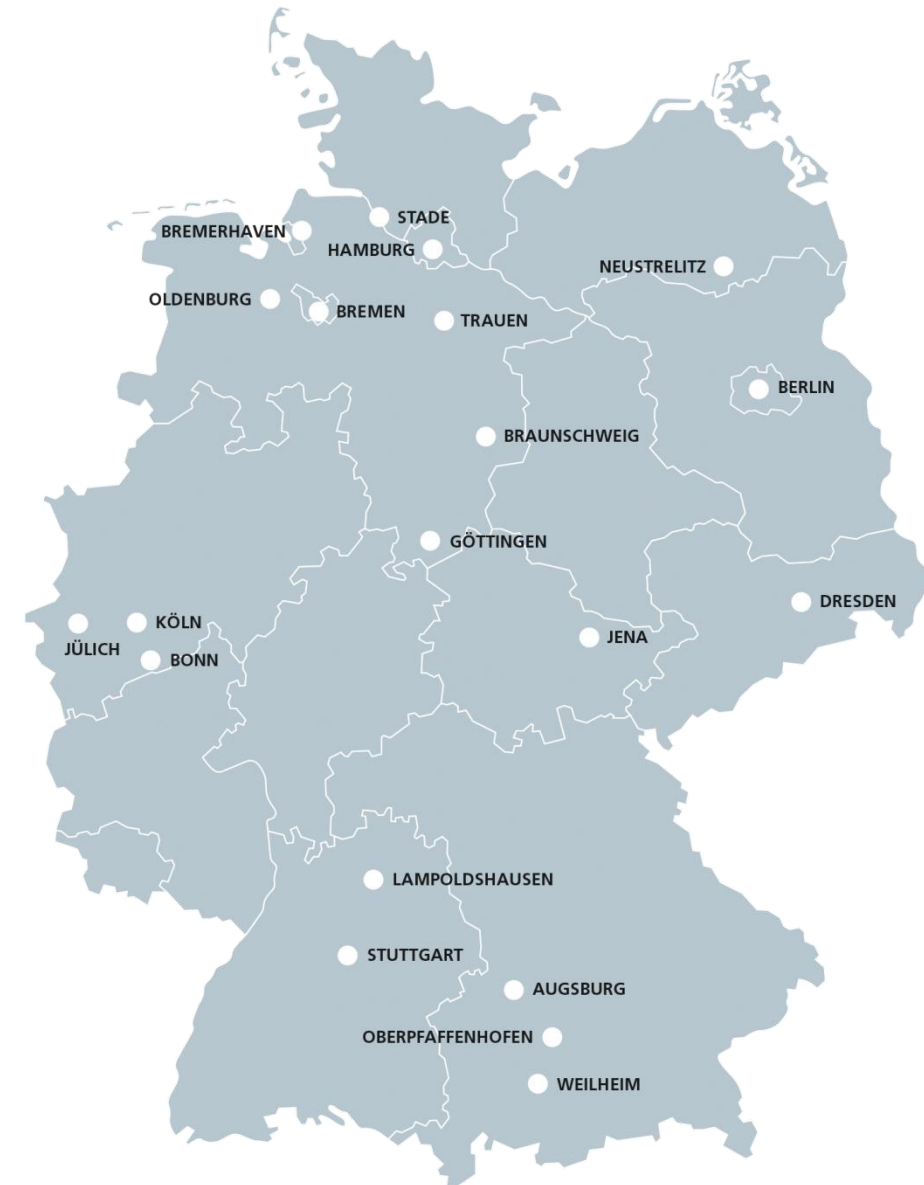 STADE
BREMERHAVEN
HAMBURG
NEUSTRELITZ
OLDENBURG
BREMEN
TRAUEN
BERLIN
BRAUNSCHWEIG
GÖTTINGEN
DRESDEN
KÖLN
JENA
JÜLICH
BONN
LAMPOLDSHAUSEN
STUTTGART
AUGSBURG
OBERPFAFFENHOFEN
WEILHEIM